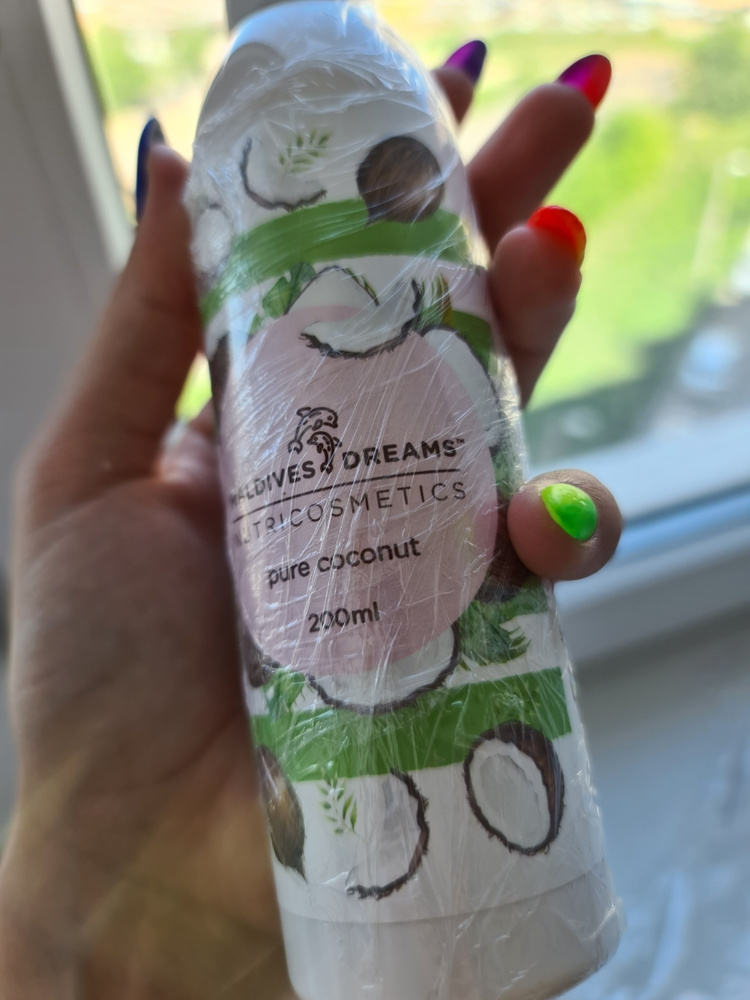 MALDIVES DREAMS™
NUTRICOSMETICS
pure coconut
200ml